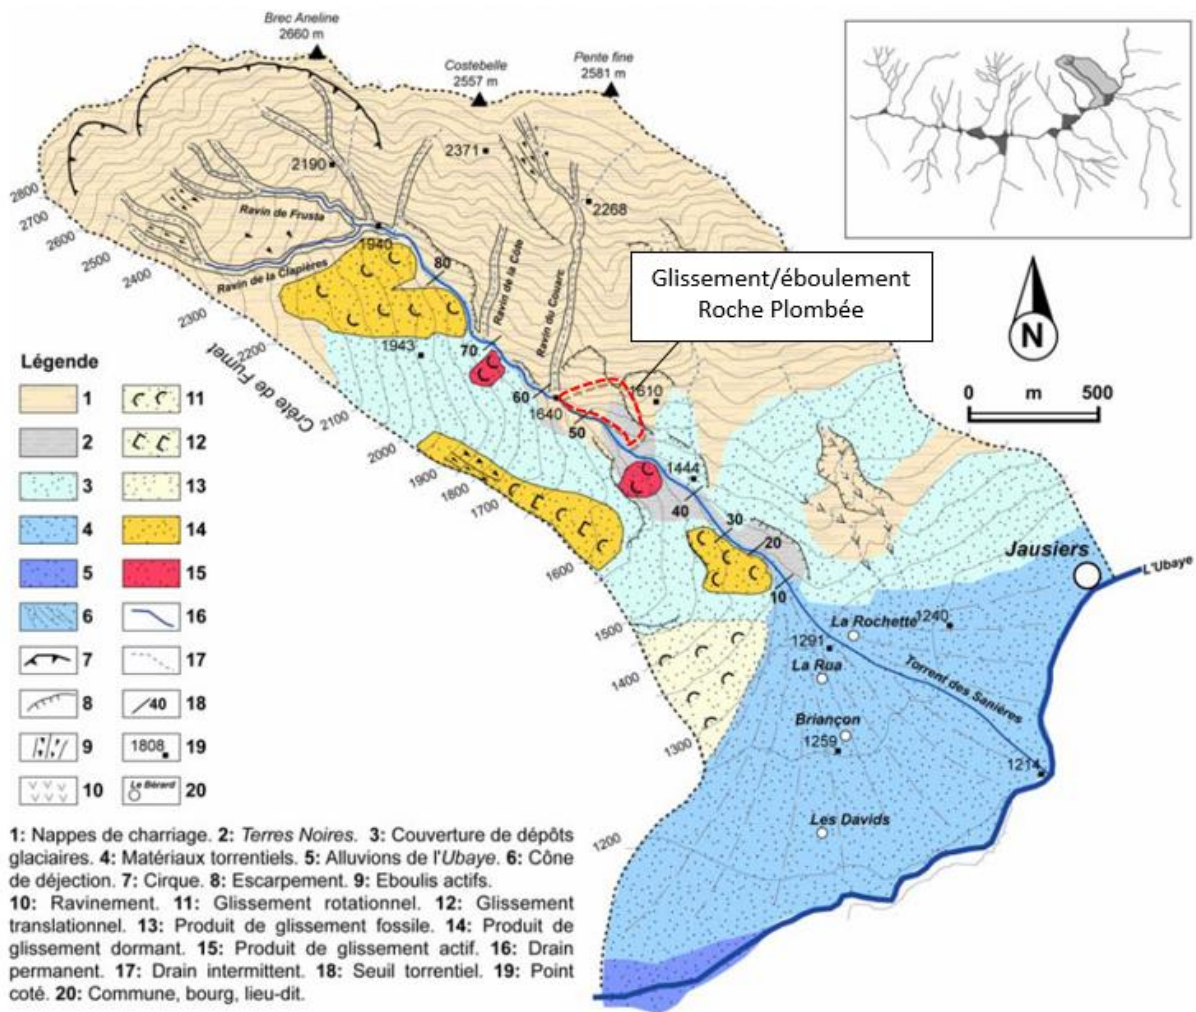 Brec Aneline
2660 m
Costebelle
2557 m
Pente fine
2581 m
2371
2190
2268
2800
2700
2600
2500
2400
2300
2200
2100
2000
1900
1800
1700
1600
1500
1400
1300
1200
Ravin de Frusta
1940
Ravin de la Clapières
80
Ravin de la Côte
Ravin du Couarc
Glissement/éboulement
Roche Plombée
N
0 m 500
1943
70
60
1640
50
1610
1444
40
30
20
10
Crête de Fumet
Jausiers
L'Ubaye
La Rochette
1240
1291
La Rua
Torrent des Sanières
Briançon
1259
1214
Les Davids
Légende
1 11
2 12
3 13
4 14
5 15
6 16
7 17
8 40 18
9 1808 19
10 Le Bérard 20
1: Nappes de charriage. 2: Terres Noires. 3: Couverture de dépôts
glaciaires. 4: Matériaux torrentiels. 5: Alluvions de l'Ubaye. 6: Cône
de déjection. 7: Cirque. 8: Escarpement. 9: Eboulis actifs.
10: Ravinement. 11: Glissement rotationnel. 12: Glissement
translationnel. 13: Produit de glissement fossile. 14: Produit de
glissement dormant. 15: Produit de glissement actif. 16: Drain
permanent. 17: Drain intermittent. 18: Seuil torrentiel. 19: Point
coté. 20: Commune, bourg, lieu-dit.